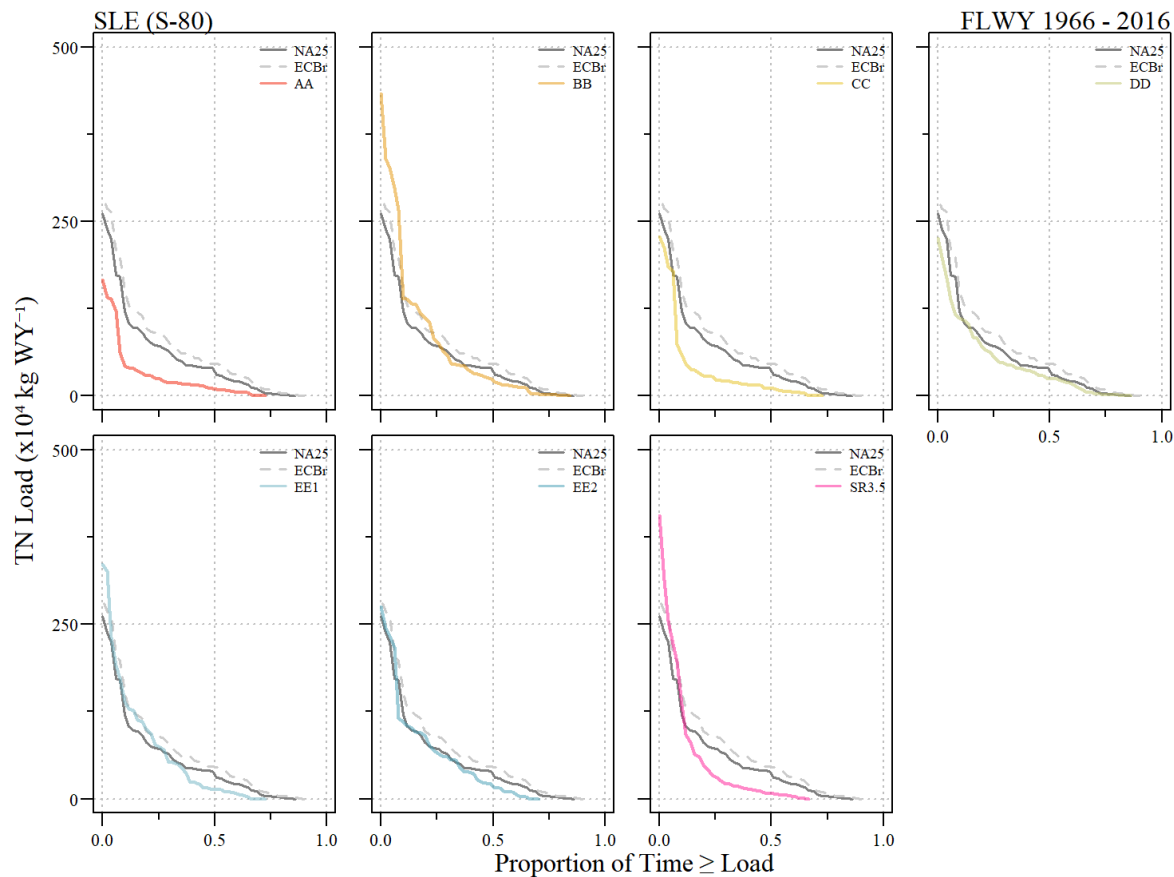 SLE (S-80)
FLWY 1966 - 2016
TN Load (x10⁴ kg WY⁻¹)
500
250
0
NA25
ECBr
AA
NA25
ECBr
BB
NA25
ECBr
CC
NA25
ECBr
DD
0.0 0.5 1.0
500
250
0
NA25
ECBr
EE1
NA25
ECBr
EE2
NA25
ECBr
SR3.5
0.0 0.5 1.0
0.0 0.5 1.0
0.0 0.5 1.0
Proportion of Time ≥ Load